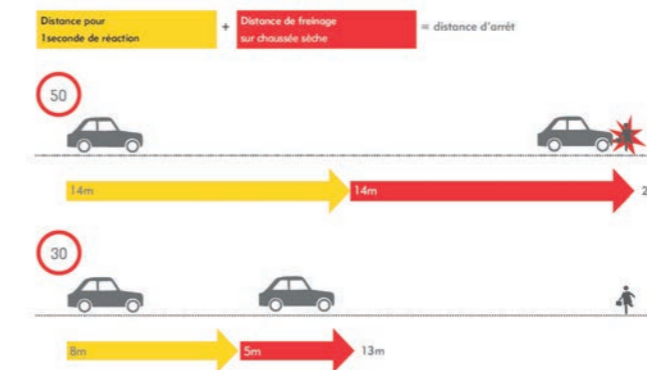 Distance pour
1seconde de réaction
+
Distance de freinage
sur chaussée sèche
= distance d'arrêt
50
14m
14m
30
8m
5m
13m